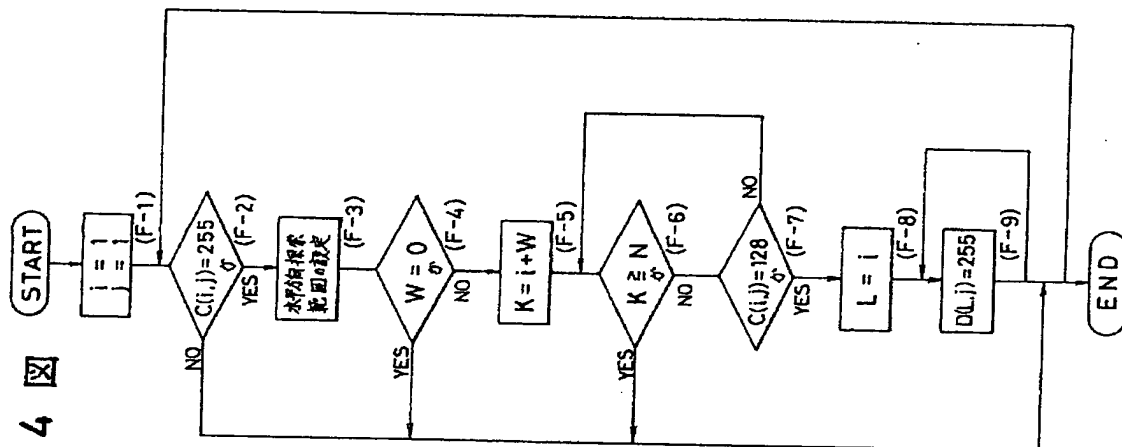 4 図
START
i = 1
j = 1
(F-1)
C(i,j)=255
か
(F-2)
NO
YES
水平方向探索
範囲の設定
(F-3)
W = 0
か
(F-4)
YES
NO
K = i+W
(F-5)
K ≧ N
か
(F-6)
YES
NO
C(i,j)=128
か
(F-7)
NO
YES
L = i
(F-8)
D(L,j)=255
(F-9)
END